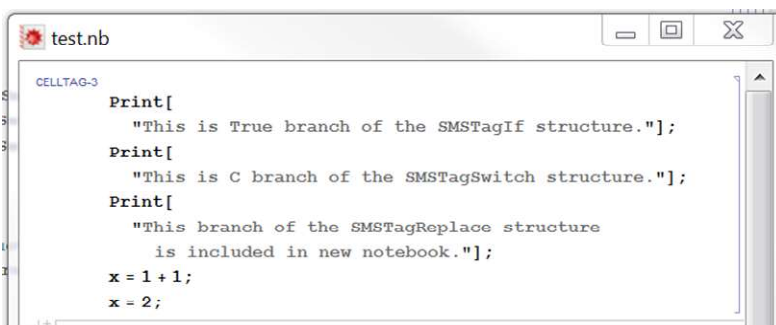 test.nb
CELLTAG-3
Print[
"This is True branch of the SMSTagIf structure."];
Print[
"This is C branch of the SMSTagSwitch structure."];
Print[
"This branch of the SMSTagReplace structure
is included in new notebook."];
x = 1 + 1;
x = 2;